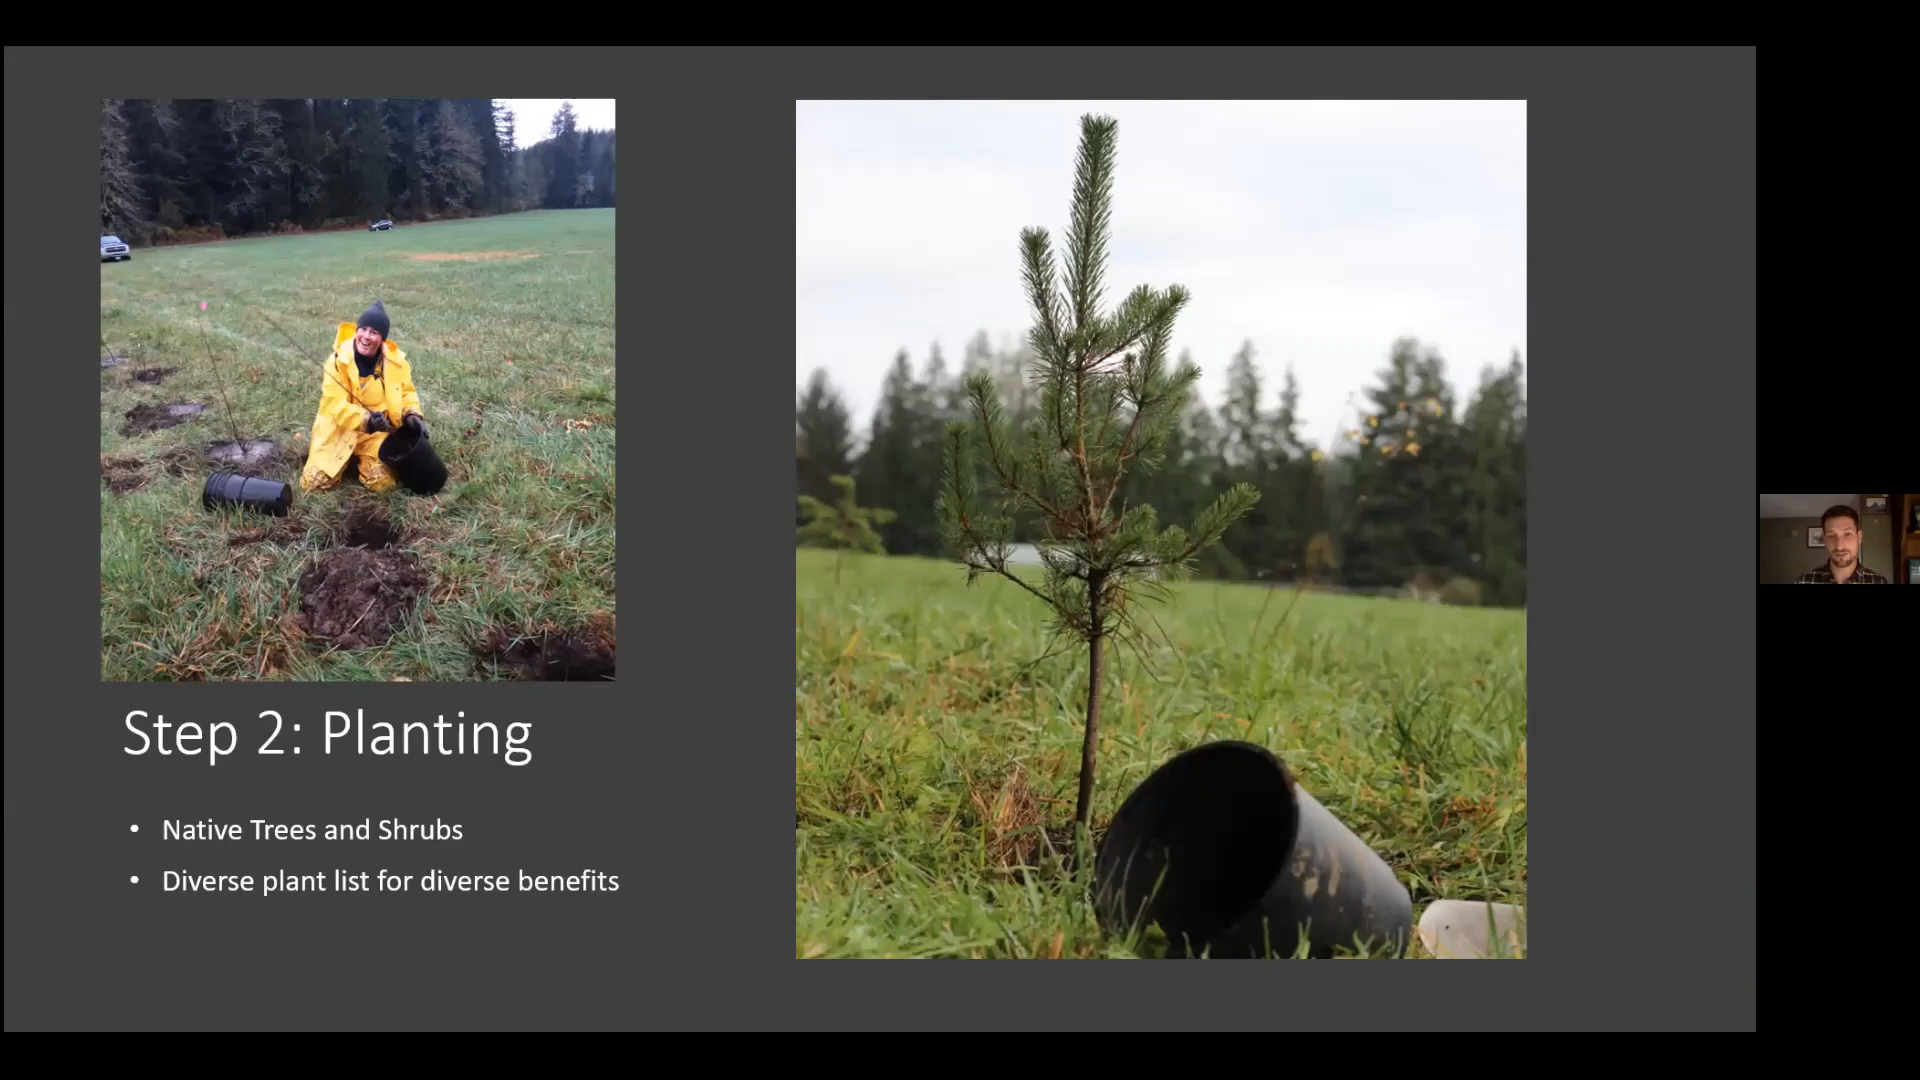 Step 2: Planting
• Native Trees and Shrubs
• Diverse plant list for diverse benefits